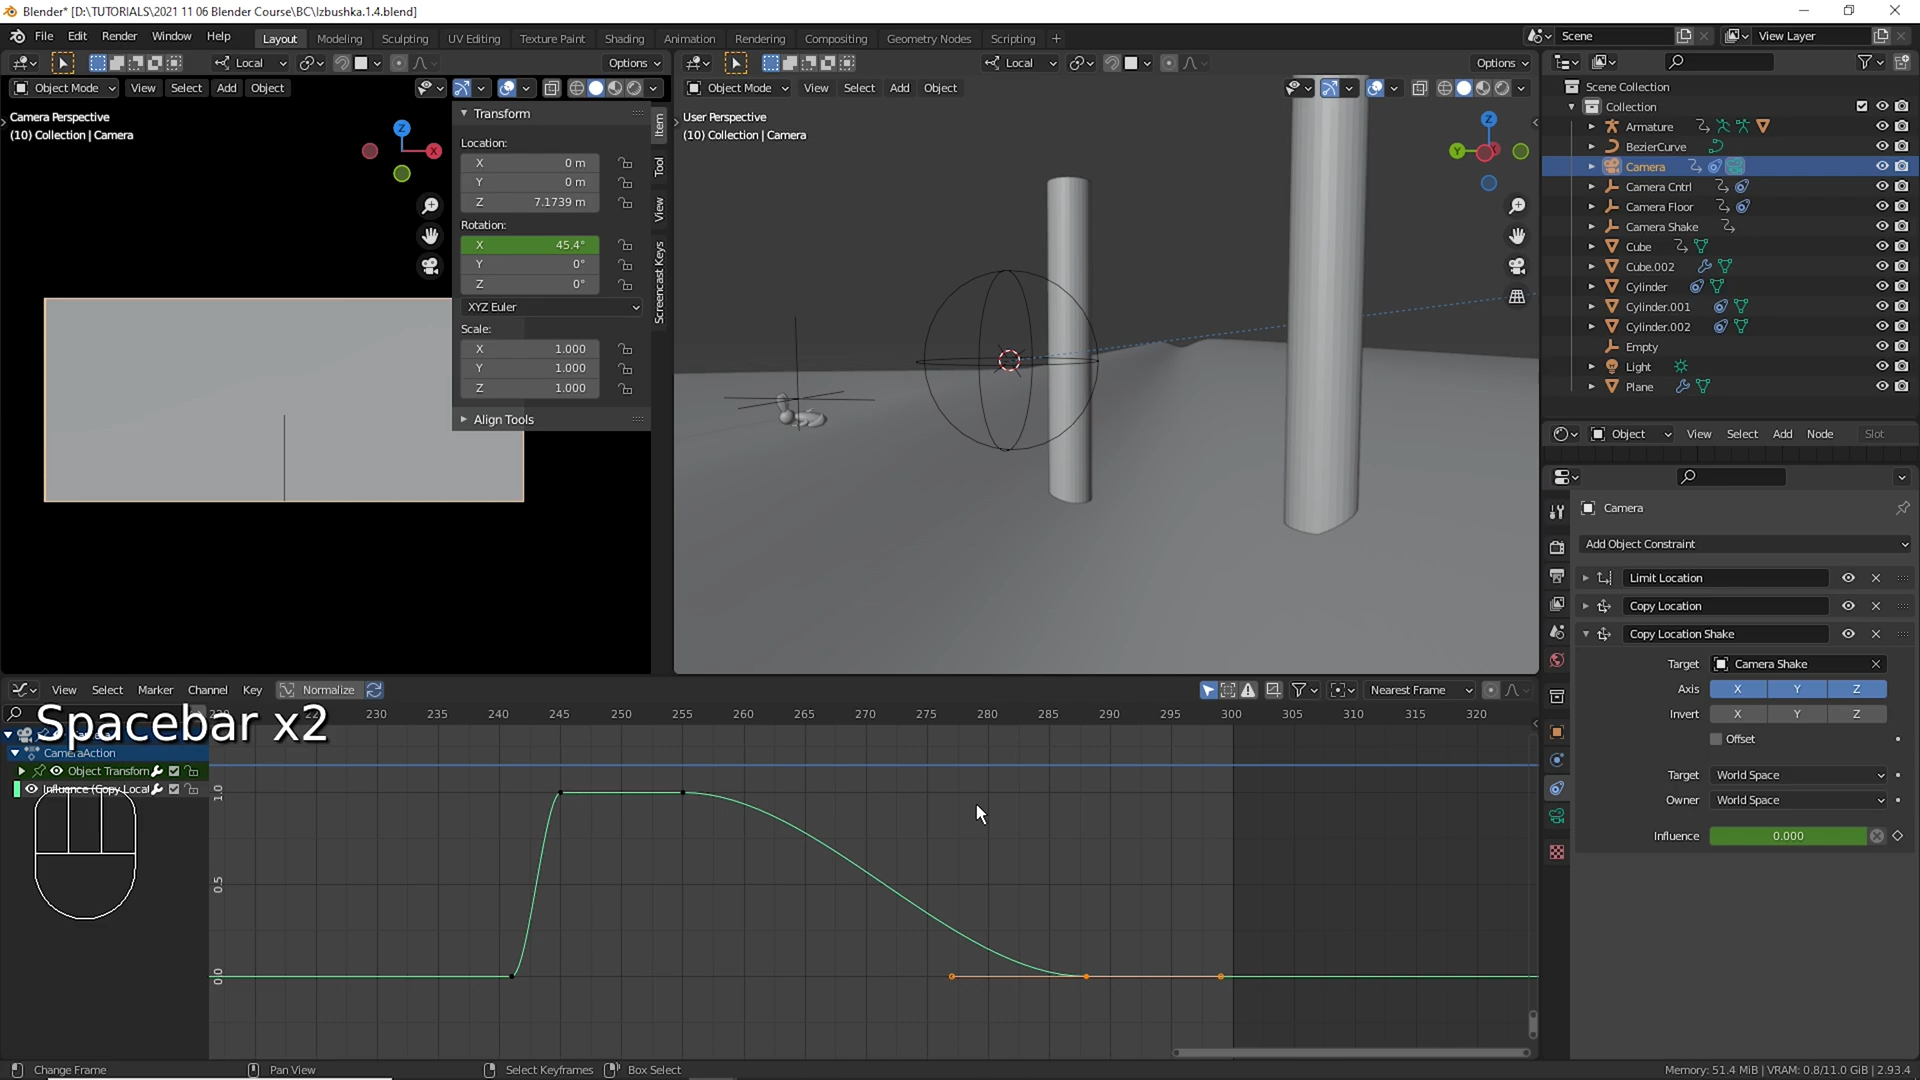 Blender* [D:\TUTORIALS\2021 11 06 Blender Course\BC\Izbushka.1.4.blend]
File Edit Render Window Help Layout Modeling Sculpting UV Editing Texture Paint Shading Animation Rendering Compositing Geometry Nodes Scripting + Scene View Layer
Local Options Local Options
Object Mode View Select Add Object Object Mode View Select Add Object
Camera Perspective
(10) Collection | Camera
Transform
Location:
X 0 m
Y 0 m
Z 7.1739 m
Rotation:
X 45.4°
Y 0°
Z 0°
XYZ Euler
Scale:
X 1.000
Y 1.000
Z 1.000
Align Tools
Item
Tool
View
Screencast Keys
Z
X
User Perspective
(10) Collection | Camera
Z
Y
Scene Collection
Collection
Armature
BezierCurve
Camera
Camera Cntrl
Camera Floor
Camera Shake
Cube
Cube.002
Cylinder
Cylinder.001
Cylinder.002
Empty
Light
Plane
Object View Select Add Node Slot
Camera
Add Object Constraint
Limit Location
Copy Location
Copy Location Shake
Target Camera Shake
Axis X Y Z
Invert X Y Z
Offset
Target World Space
Owner World Space
Influence 0.000
View Select Marker Channel Key Normalize Nearest Frame
230 235 240 245 250 255 260 265 270 275 280 285 290 295 300 305 310 315 320
Spacebar x2
CameraAction
Object Transform
Influence (Copy Locat
1.0
0.5
0.0
Change Frame Pan View Select Keyframes Box Select Memory: 51.4 MiB | VRAM: 0.8/11.0 GiB | 2.93.4